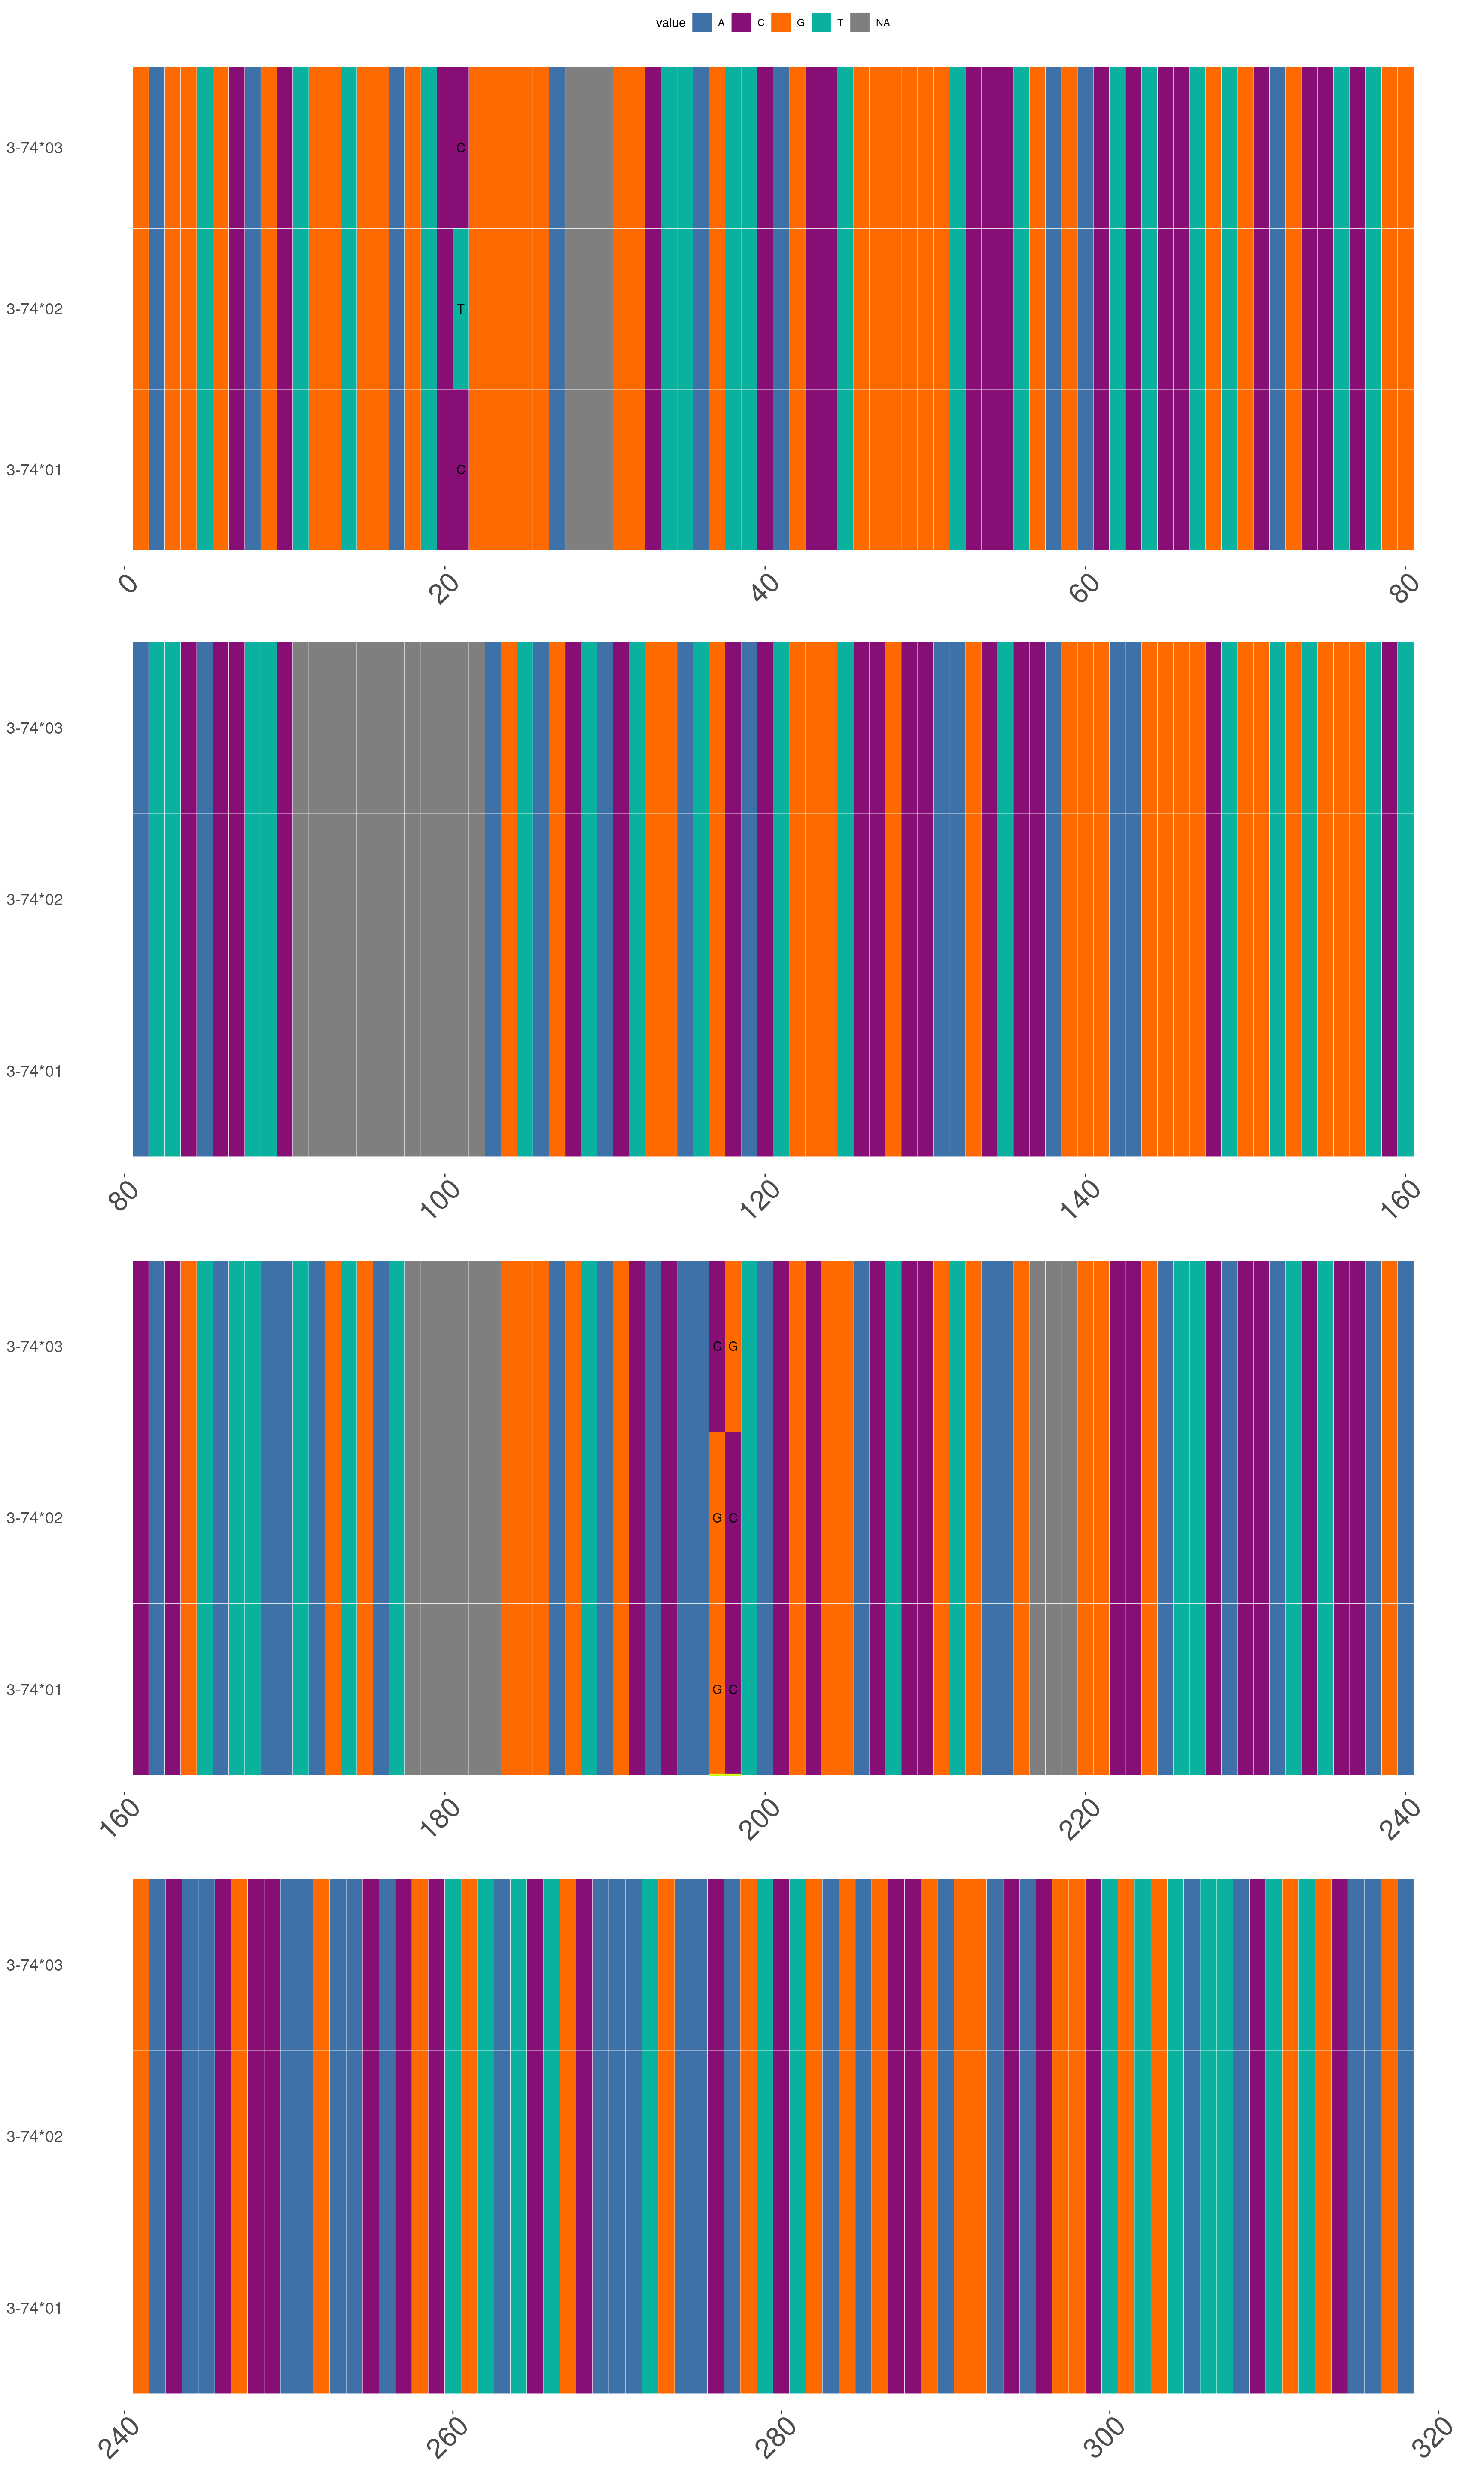 value A C G T NA
3-74*03 C
3-74*02 T
3-74*01 C
0 20 40 60 80
3-74*03
3-74*02
3-74*01
80 100 120 140 160
3-74*03 C G
3-74*02 G C
3-74*01 G C
160 180 200 220 240
3-74*03
3-74*02
3-74*01
240 260 280 300 320